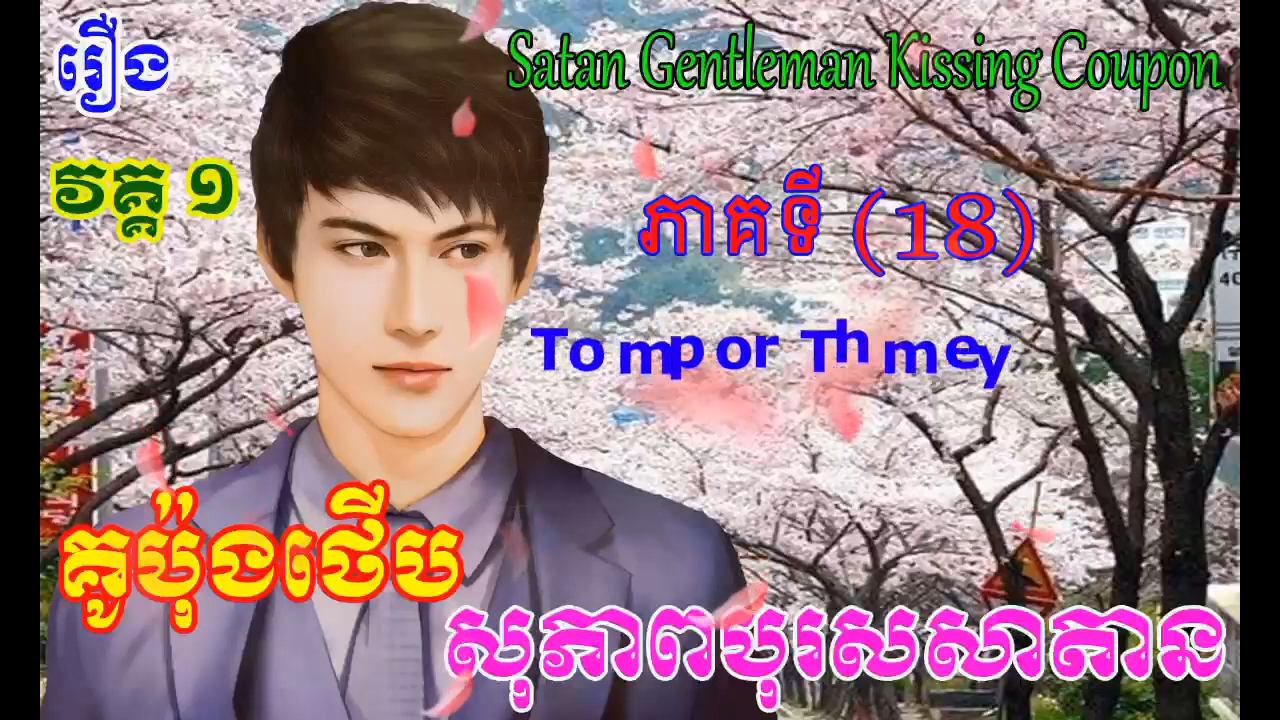 រឿង
Satan Gentleman Kissing Coupon
វគ្គ ១
ភាគទី (18)
Tompor Thmey
គូប៉ុងថើប
សុភាពបុរសសាតាន